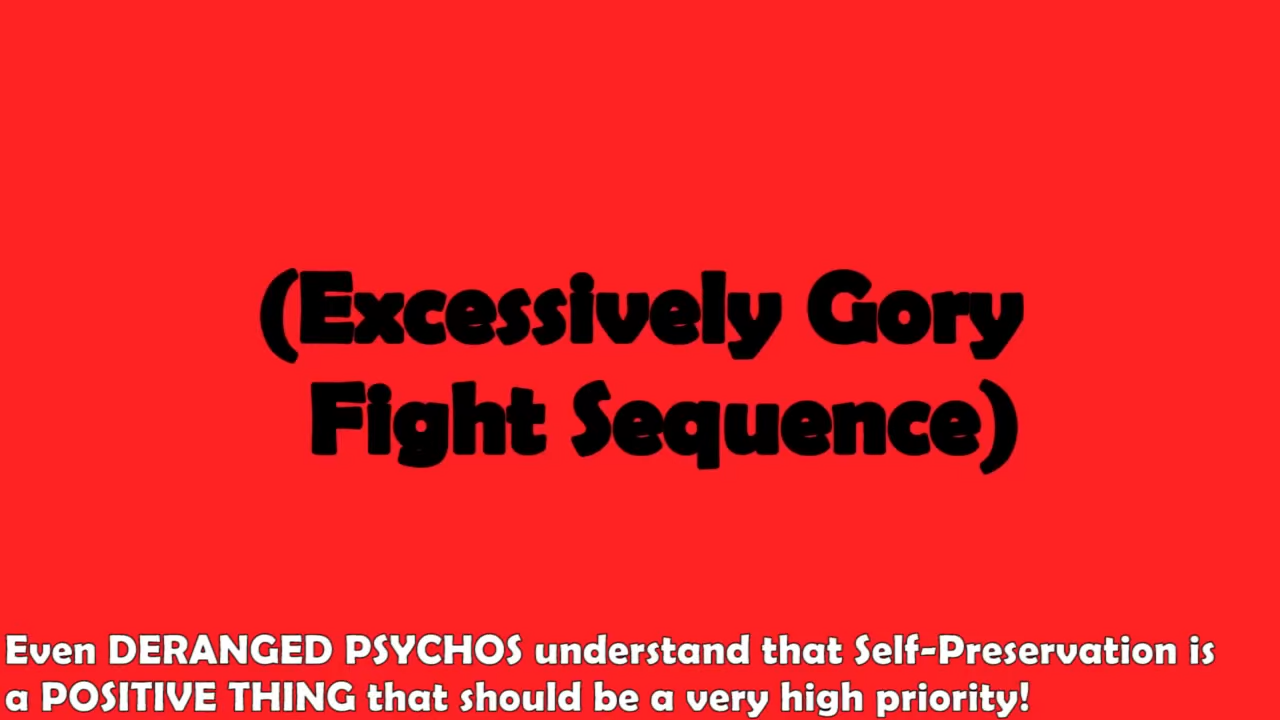 (Excessively Gory
Fight Sequence)
Even DERANGED PSYCHOS understand that Self-Preservation is
a POSITIVE THING that should be a very high priority!